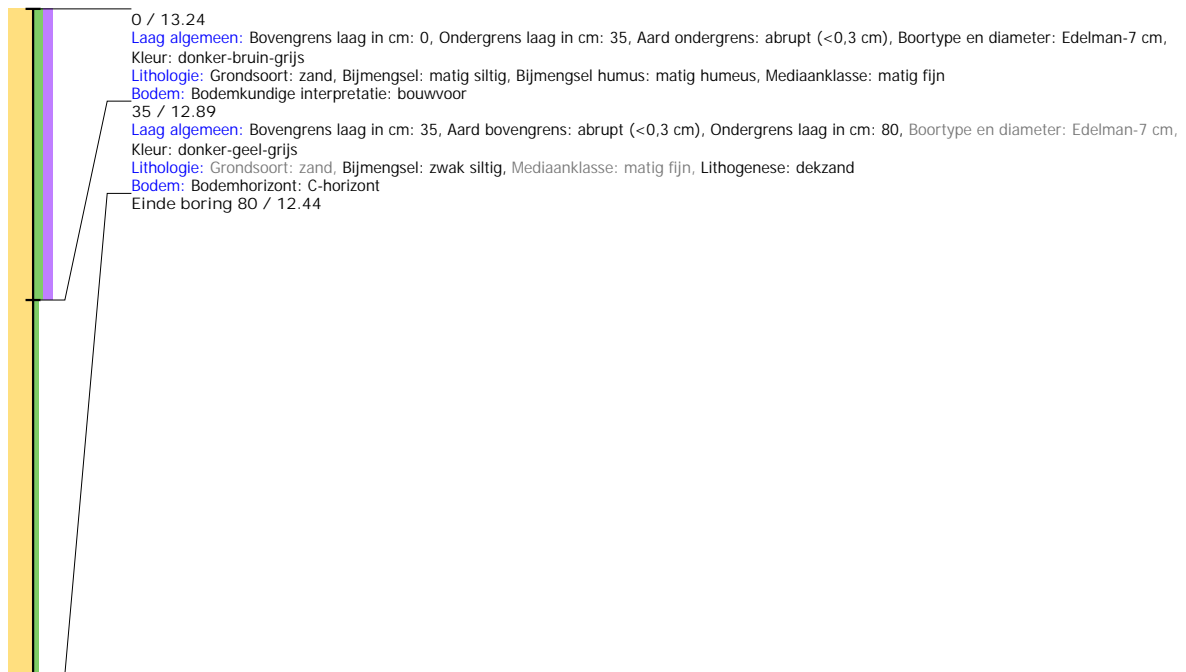 0 / 13.24
Laag algemeen: Bovengrens laag in cm: 0, Ondergrens laag in cm: 35, Aard ondergrens: abrupt (<0,3 cm), Boortype en diameter: Edelman-7 cm,
Kleur: donker-bruin-grijs
Lithologie: Grondsoort: zand, Bijmengsel: matig siltig, Bijmengsel humus: matig humeus, Mediaanklasse: matig fijn
Bodem: Bodemkundige interpretatie: bouwvoor
35 / 12.89
Laag algemeen: Bovengrens laag in cm: 35, Aard bovengrens: abrupt (<0,3 cm), Ondergrens laag in cm: 80, Boortype en diameter: Edelman-7 cm,
Kleur: donker-geel-grijs
Lithologie: Grondsoort: zand, Bijmengsel: zwak siltig, Mediaanklasse: matig fijn, Lithogenese: dekzand
Bodem: Bodemhorizont: C-horizont
Einde boring 80 / 12.44